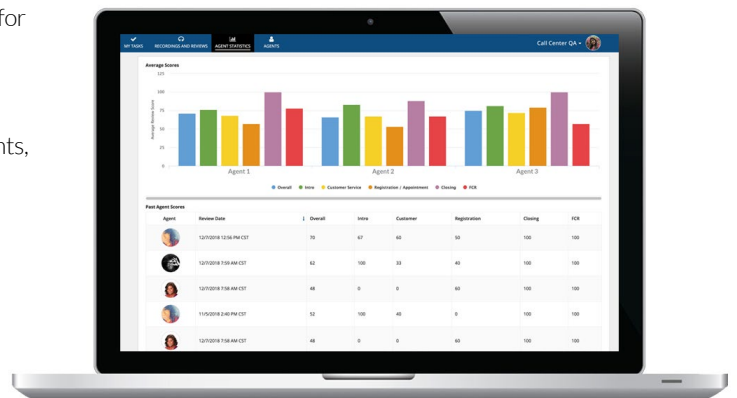 for
nts,
MY TASKS RECORDINGS AND REVIEWS AGENT STATISTICS AGENTS Call Center QA
Average Scores
Average Review Score
125
100
75
50
25
0
Agent 1 Agent 2 Agent 3
Overall Intro Customer Service Registration / Appointment Closing FCR
Past Agent Scores
Agent Review Date Overall Intro Customer Registration Closing FCR
12/7/2018 12:56 PM CST 70 67 60 50 100 100
12/7/2018 7:59 AM CST 62 100 33 40 100 100
12/7/2018 7:58 AM CST 48 0 0 60 100 100
11/5/2018 2:40 PM CST 52 100 40 0 100 100
12/7/2018 7:58 AM CST 48 0 0 60 100 100